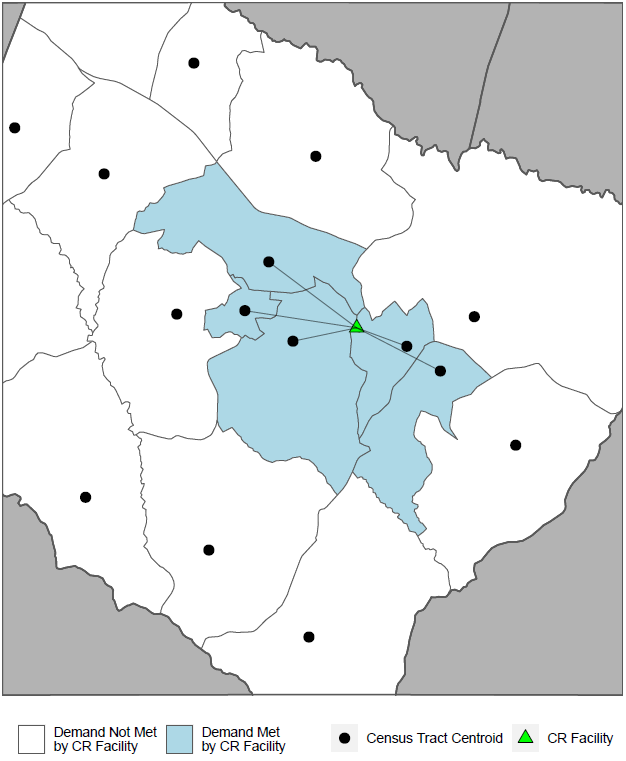 Demand Not Met
by CR Facility
Demand Met
by CR Facility
Census Tract Centroid
CR Facility